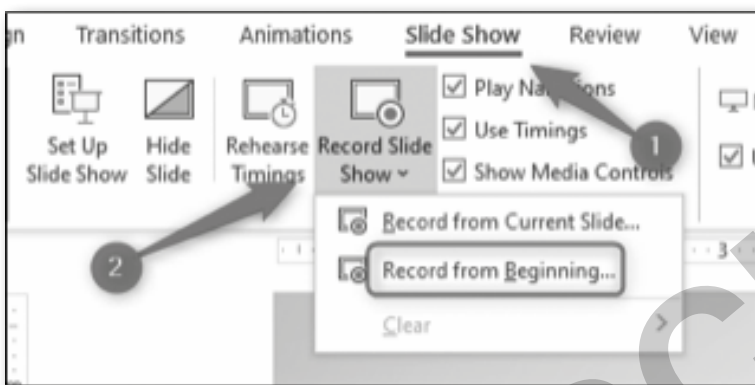 Transitions Animations Slide Show Review View
Set Up Slide Show
Hide Slide
Rehearse Timings
Record Slide Show
Play Narrations
Use Timings
Show Media Controls
1
2
Record from Current Slide...
Record from Beginning...
Clear
3